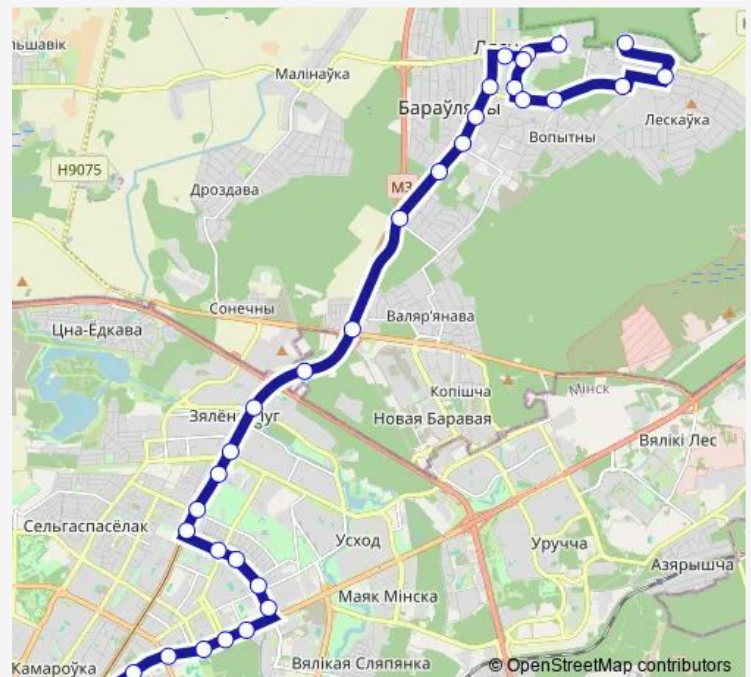 Малінаўка
Бараўляны
Лескаўка
Вопытны
H9075
Дроздава
M3
Сонечны
Валяр'янава
Цна-Ёдкава
Копішча
Мінск
Новая Баравая
Вялікі Лес
Сельгаспасёлак
Усход
Уручча
Азярышча
Маяк Мінска
Камароўка
Вялікая Сляпянка
© OpenStreetMap contributors